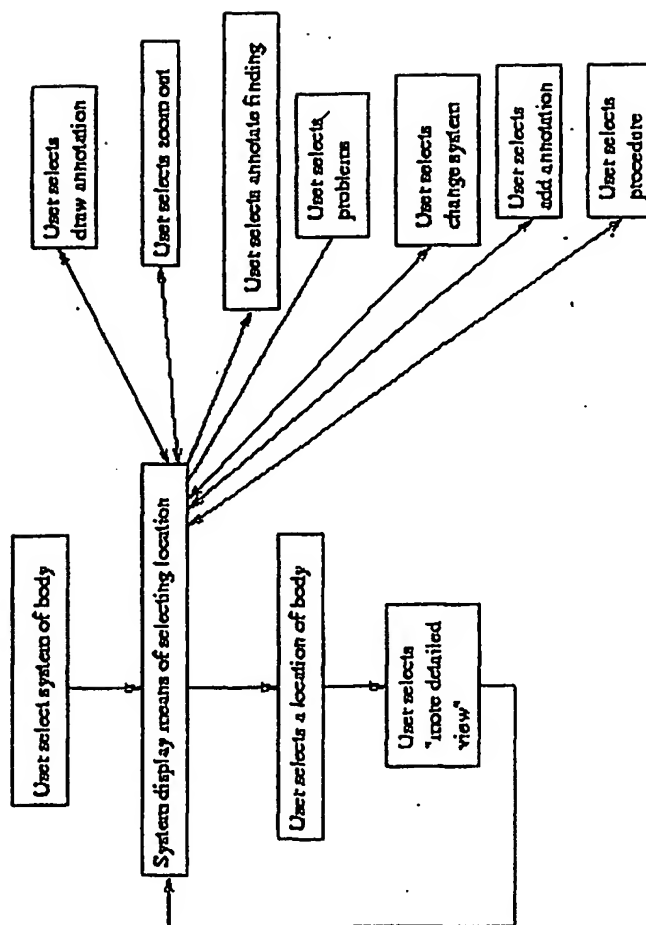 User select system of body
System display means of selecting location
User selects a location of body
User selects
"more detailed
view"
User selects
draw annotation
User selects zoom out
User selects annotate finding
User selects
problems
User selects
change system
User selects
add annotation
User selects
procedure